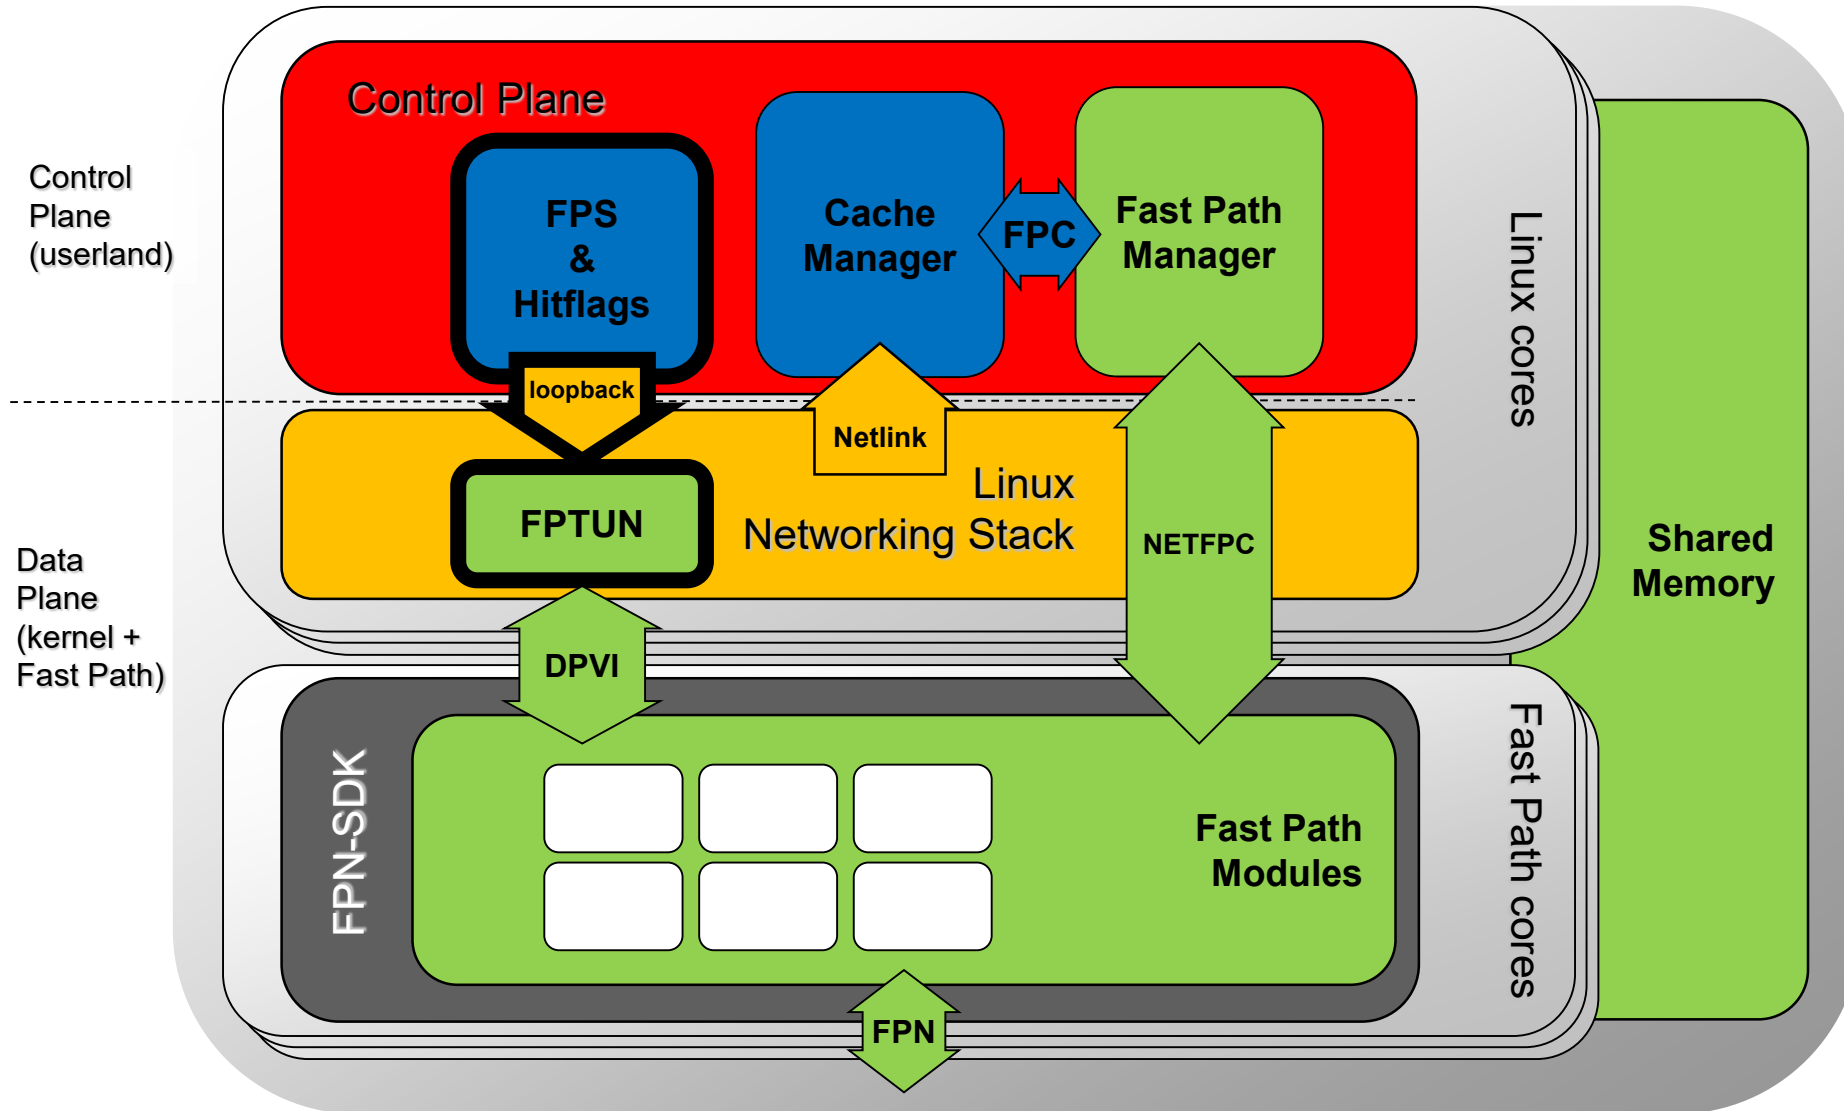 Control Plane
Control
Plane
(userland)
FPS
&
Hitflags
Cache
Manager
FPC
Fast Path
Manager
Linux cores
loopback
Netlink
Linux
Networking Stack
FPTUN
NETFPC
Shared
Memory
Data
Plane
(kernel +
Fast Path)
DPVI
FPN-SDK
Fast Path
Modules
Fast Path cores
FPN